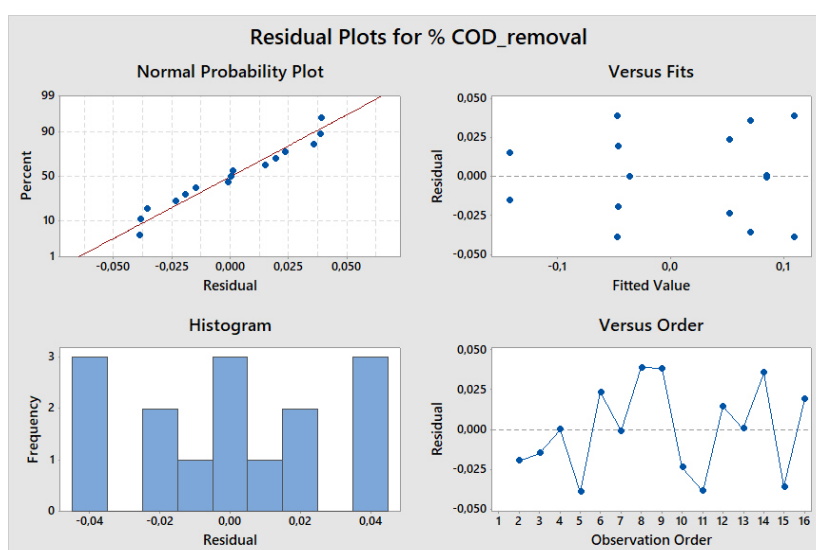 Residual Plots for % COD_removal
Normal Probability Plot
99
90
50
10
1
Percent
-0,050 -0,025 0,000 0,025 0,050
Residual
Versus Fits
0,050
0,025
0,000
-0,025
-0,050
Residual
-0,1 0,0 0,1
Fitted Value
Histogram
3
2
1
0
Frequency
-0,04 -0,02 0,00 0,02 0,04
Residual
Versus Order
0,050
0,025
0,000
-0,025
-0,050
Residual
1 2 3 4 5 6 7 8 9 10 11 12 13 14 15 16
Observation Order